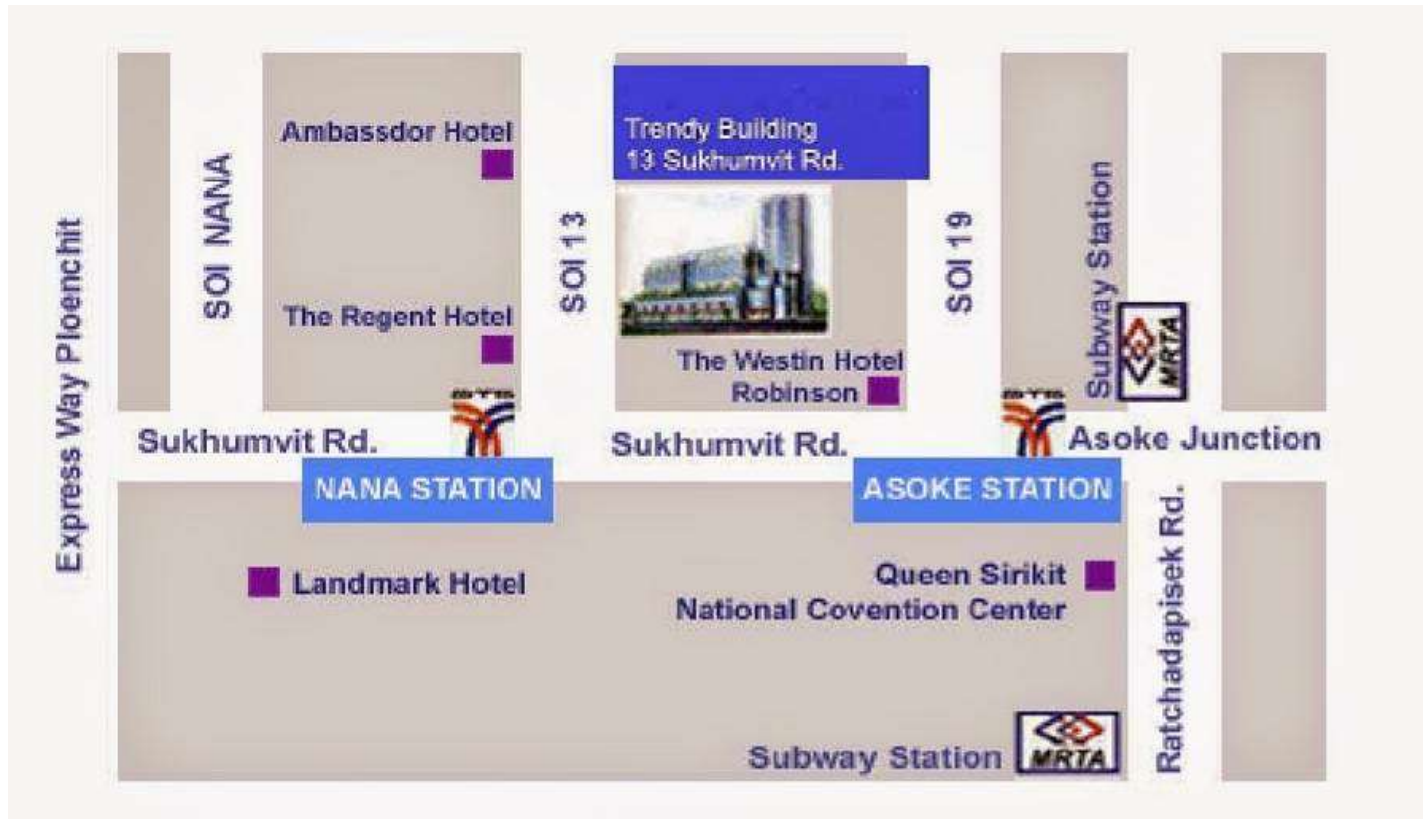 Ambassdor Hotel
Trendy Building
13 Sukhumvit Rd.
SOI NANA
SOI 13
SOI 19
Subway Station
MRTA
Express Way Ploenchit
The Regent Hotel
The Westin Hotel
Robinson
Sukhumvit Rd.
Sukhumvit Rd.
Asoke Junction
NANA STATION
ASOKE STATION
Landmark Hotel
Queen Sirikit
National Covention Center
Ratchadapisek Rd.
Subway Station
MRTA